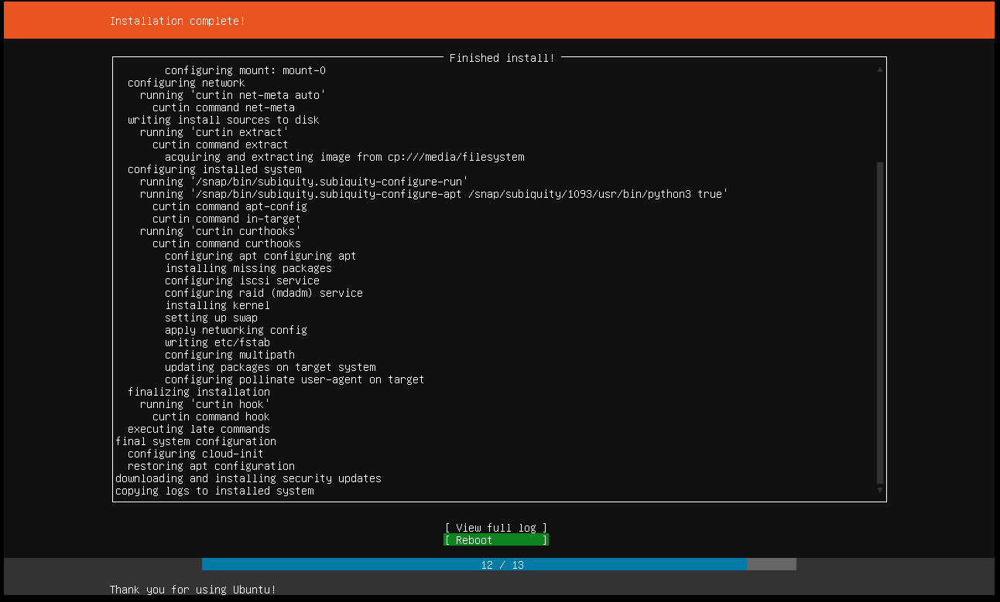 Installation complete!
Finished install!
configuring mount: mount-0
configuring network
running 'curtin net-meta auto'
curtin command net-meta
writing install sources to disk
running 'curtin extract'
curtin command extract
acquiring and extracting image from cp:///media/filesystem
configuring installed system
running '/snap/bin/subiquity.subiquity-configure-run'
running '/snap/bin/subiquity.subiquity-configure-apt /snap/subiquity/1093/usr/bin/python3 true'
curtin command apt-config
curtin command in-target
running 'curtin curthooks'
curtin command curthooks
configuring apt configuring apt
installing missing packages
configuring iscsi service
configuring raid (mdadm) service
installing kernel
setting up swap
apply networking config
writing etc/fstab
configuring multipath
updating packages on target system
configuring pollinate user-agent on target
finalizing installation
running 'curtin hook'
curtin command hook
executing late commands
final system configuration
configuring cloud-init
restoring apt configuration
downloading and installing security updates
copying logs to installed system
[ View full log ]
[ Reboot ]
12 / 13
Thank you for using Ubuntu!